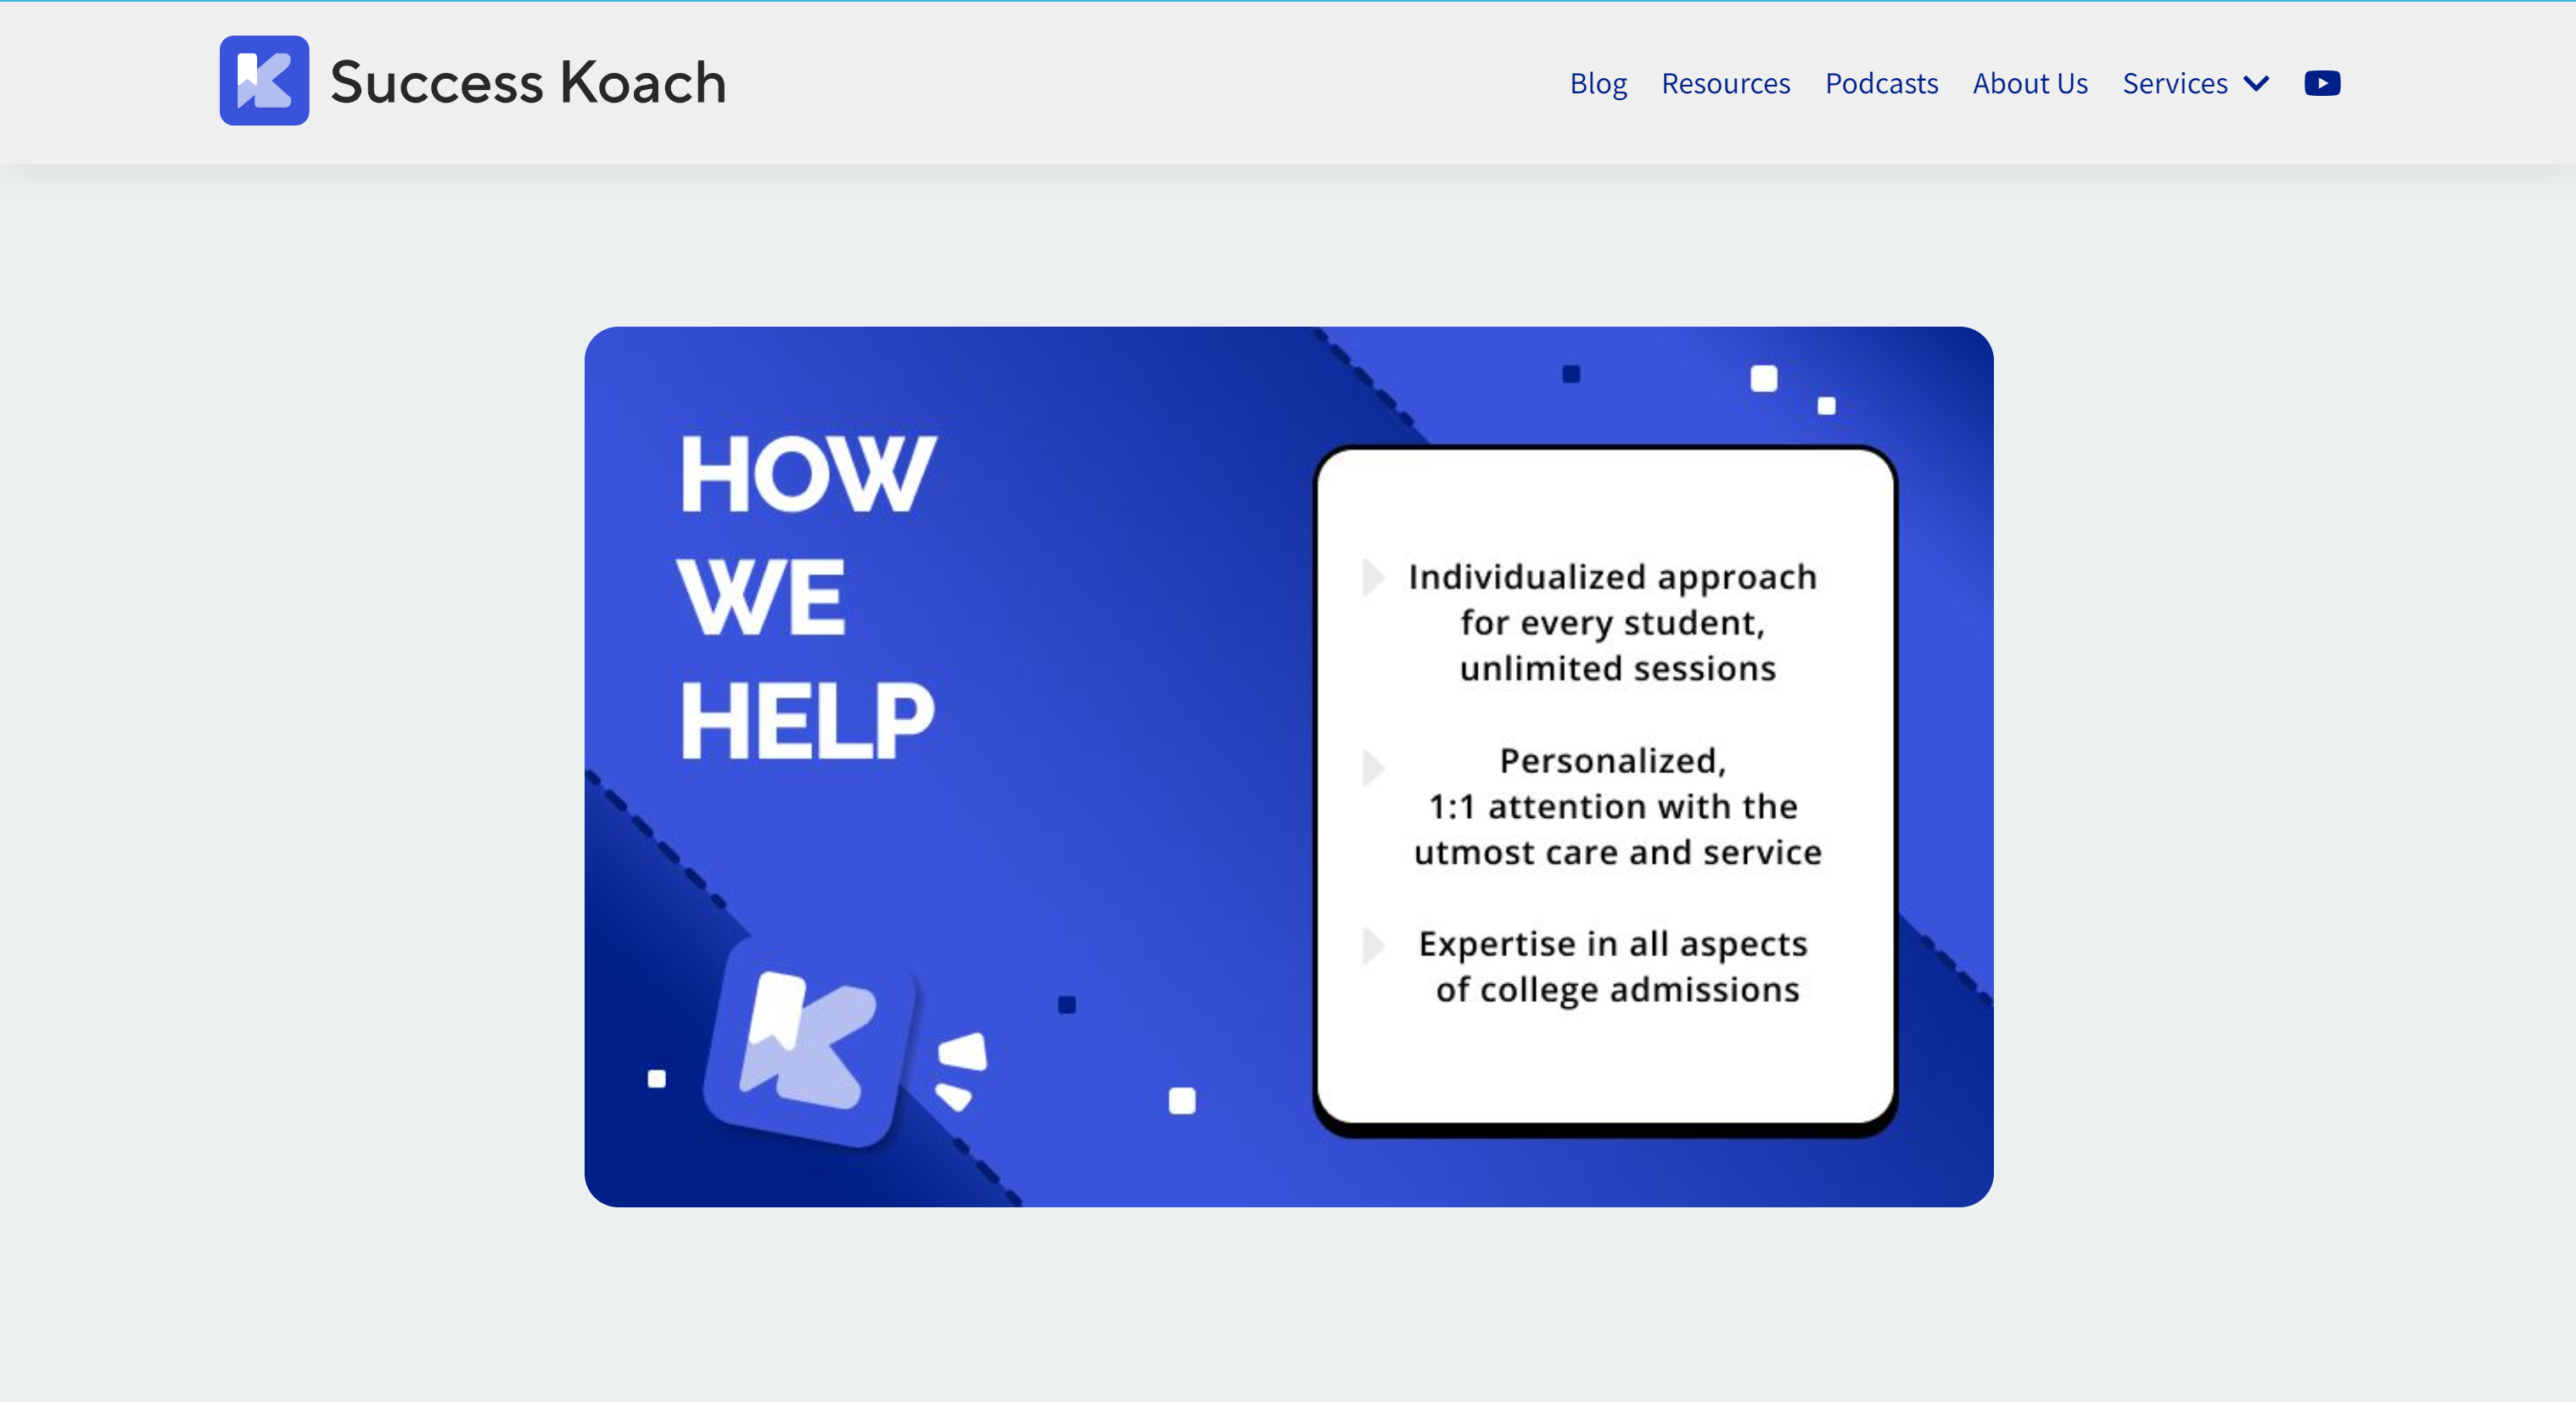 Success Koach
Blog Resources Podcasts About Us Services
HOW
WE
HELP
Individualized approach
for every student,
unlimited sessions
Personalized,
1:1 attention with the
utmost care and service
Expertise in all aspects
of college admissions